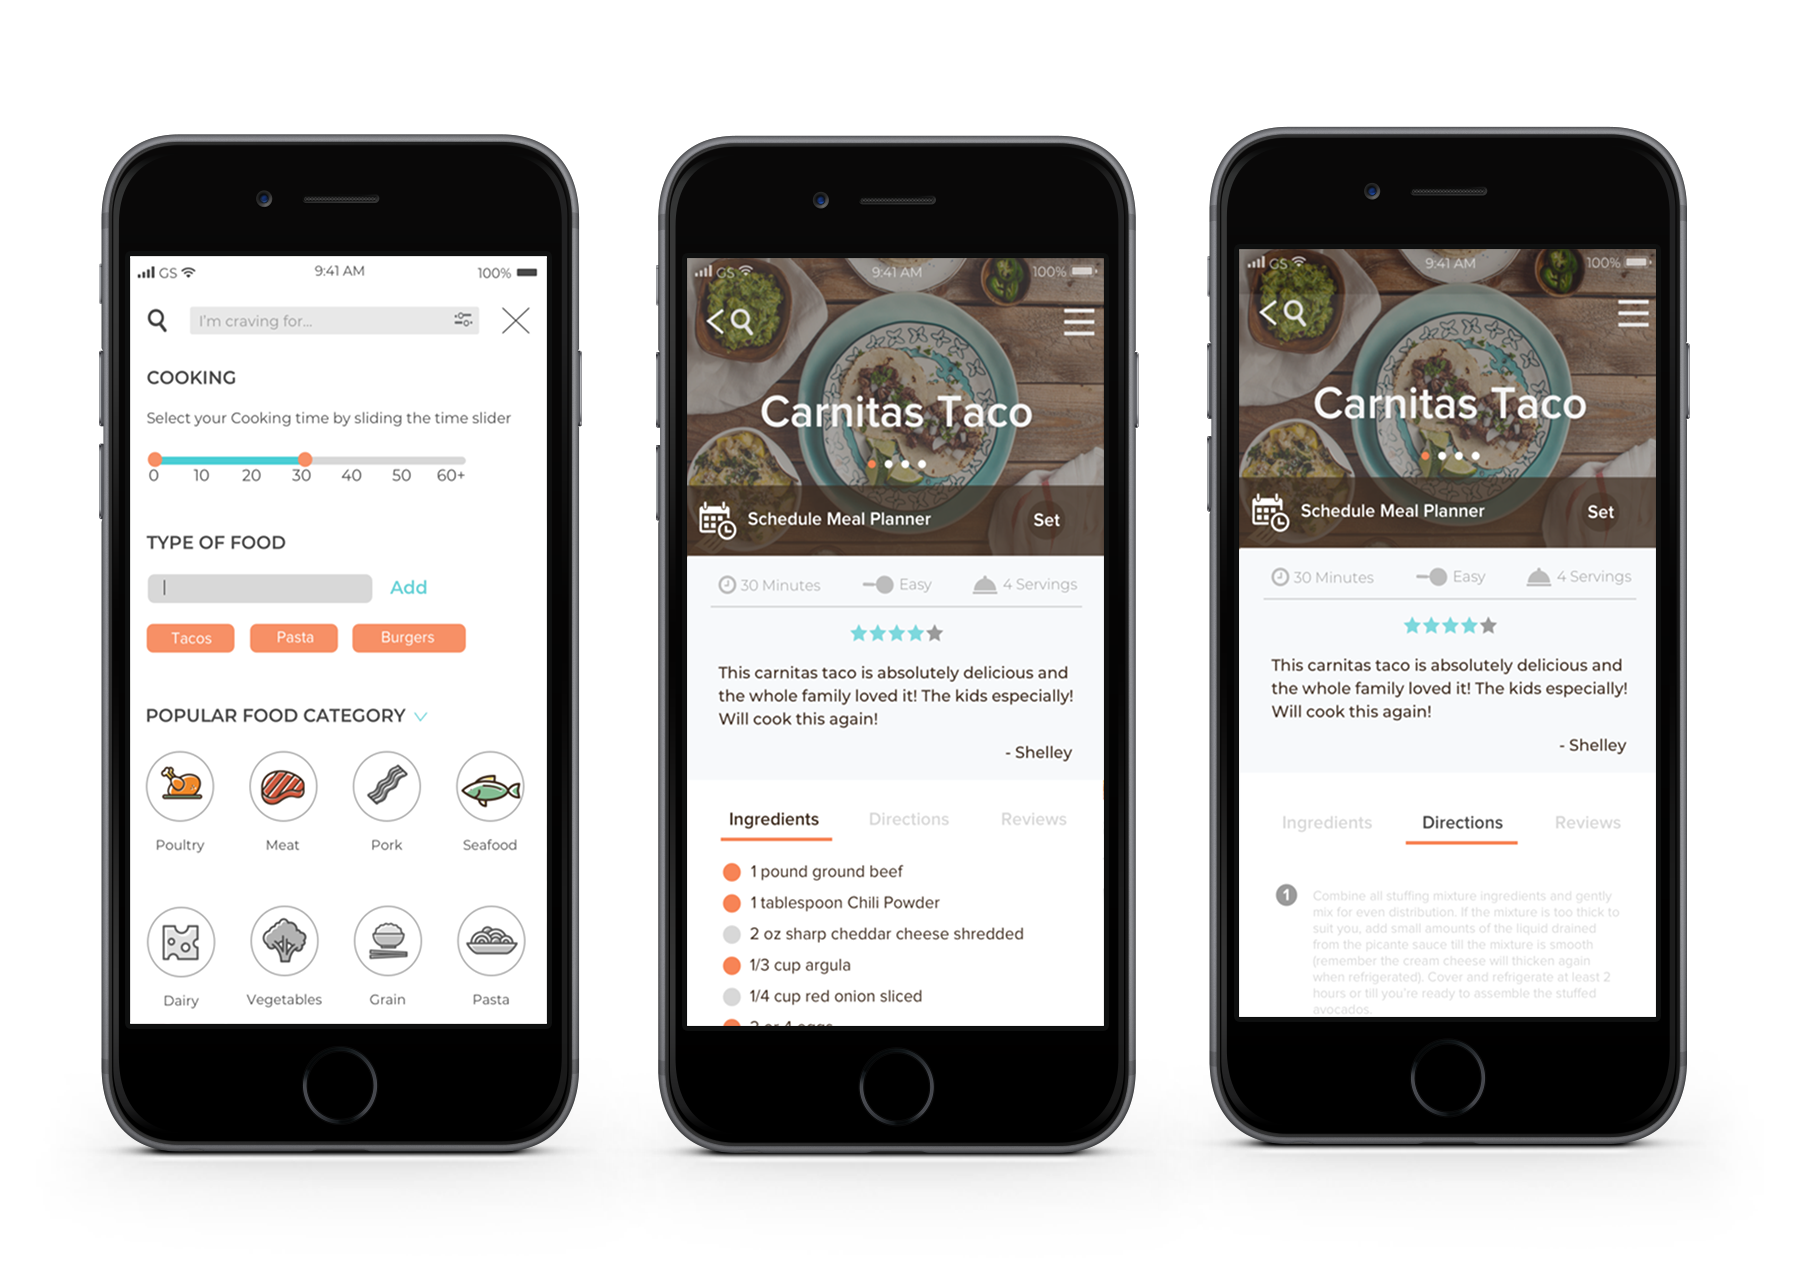 GS 9:41 AM 100%
I'm craving for...
COOKING
Select your Cooking time by sliding the time slider
0 10 20 30 40 50 60+
TYPE OF FOOD
Add
Tacos Pasta Burgers
POPULAR FOOD CATEGORY
Poultry Meat Pork Seafood
Dairy Vegetables Grain Pasta
GS 9:41 AM 100%
Carnitas Taco
Schedule Meal Planner Set
30 Minutes Easy 4 Servings
This carnitas taco is absolutely delicious and
the whole family loved it! The kids especially!
Will cook this again!
- Shelley
Ingredients Directions Reviews
1 pound ground beef
1 tablespoon Chili Powder
2 oz sharp cheddar cheese shredded
1/3 cup argula
1/4 cup red onion sliced
2 or 4 eggs
GS 9:41 AM 100%
Carnitas Taco
Schedule Meal Planner Set
30 Minutes Easy 4 Servings
This carnitas taco is absolutely delicious and
the whole family loved it! The kids especially!
Will cook this again!
- Shelley
Ingredients Directions Reviews
1 Combine all stuffing mixture ingredients and gently
mix for even distribution. If the mixture is too thick to
suit you, add small amounts of the liquid drained
from the picante sauce till the mixture is smooth
(remember the cream cheese will thicken again
when refrigerated). Cover and refrigerate at least 2
hours or till you're ready to assemble the stuffed
avocados.